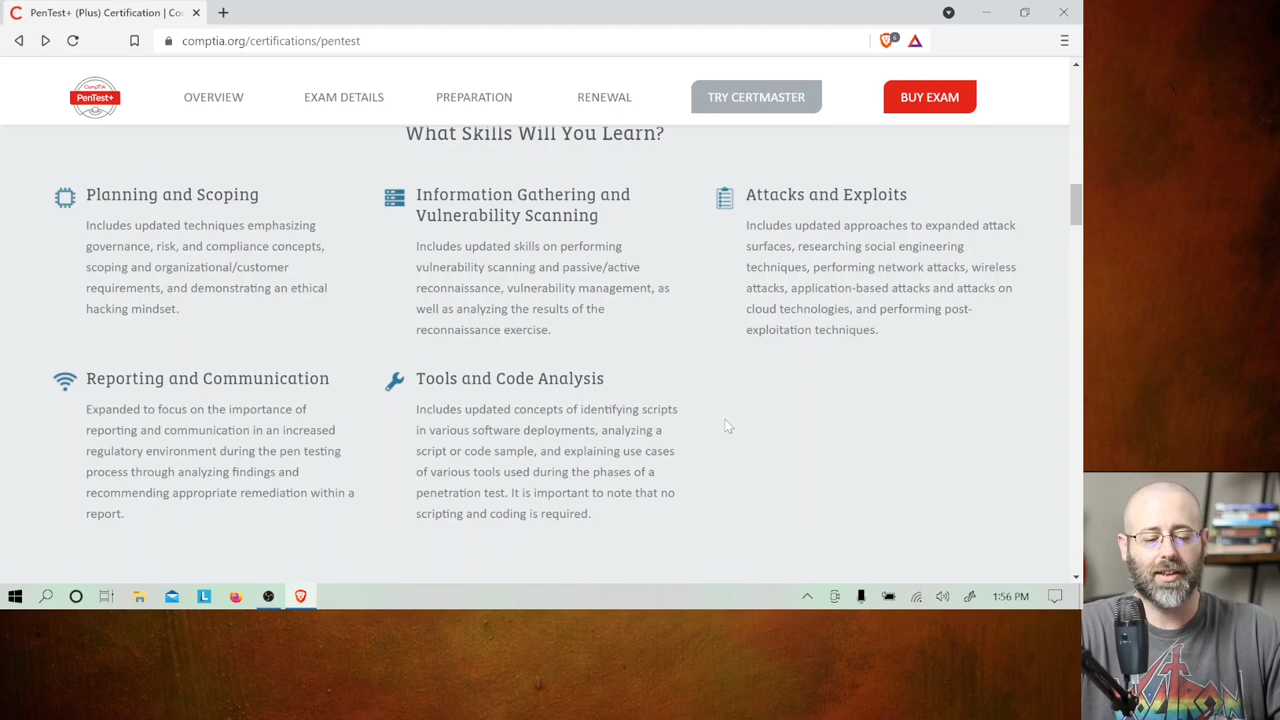 PenTest+ (Plus) Certification | Co
comptia.org/certifications/pentest
6
CompTIA
PenTest+
OVERVIEW
EXAM DETAILS
PREPARATION
RENEWAL
TRY CERTMASTER
BUY EXAM
What Skills Will You Learn?
Planning and Scoping
Includes updated techniques emphasizing
governance, risk, and compliance concepts,
scoping and organizational/customer
requirements, and demonstrating an ethical
hacking mindset.
Information Gathering and
Vulnerability Scanning
Includes updated skills on performing
vulnerability scanning and passive/active
reconnaissance, vulnerability management, as
well as analyzing the results of the
reconnaissance exercise.
Attacks and Exploits
Includes updated approaches to expanded attack
surfaces, researching social engineering
techniques, performing network attacks, wireless
attacks, application-based attacks and attacks on
cloud technologies, and performing post-
exploitation techniques.
Reporting and Communication
Expanded to focus on the importance of
reporting and communication in an increased
regulatory environment during the pen testing
process through analyzing findings and
recommending appropriate remediation within a
report.
Tools and Code Analysis
Includes updated concepts of identifying scripts
in various software deployments, analyzing a
script or code sample, and explaining use cases
of various tools used during the phases of a
penetration test. It is important to note that no
scripting and coding is required.
1:56 PM